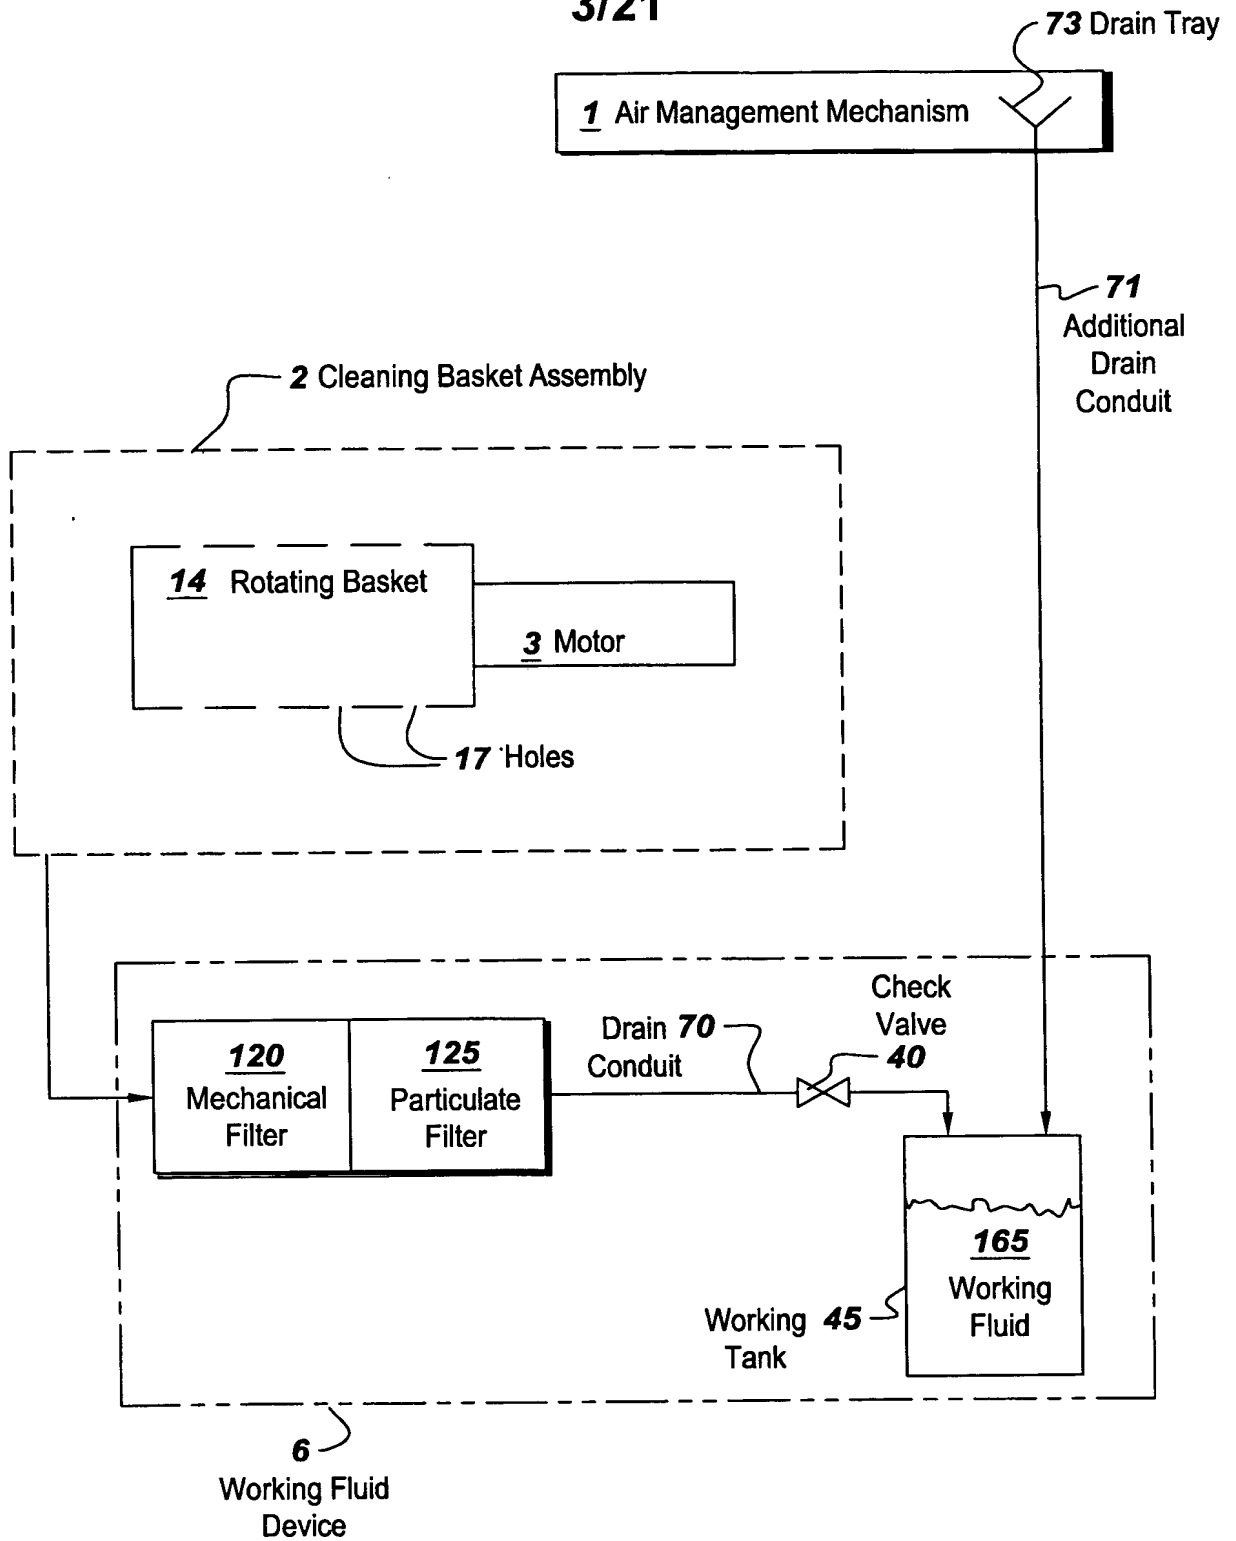 3/21
73 Drain Tray
1 Air Management Mechanism
71
Additional
Drain
Conduit
2 Cleaning Basket Assembly
14 Rotating Basket
3 Motor
17 Holes
Check
Valve
40
Drain 70
Conduit
120
Mechanical
Filter
125
Particulate
Filter
165
Working
Fluid
Working 45
Tank
6
Working Fluid
Device